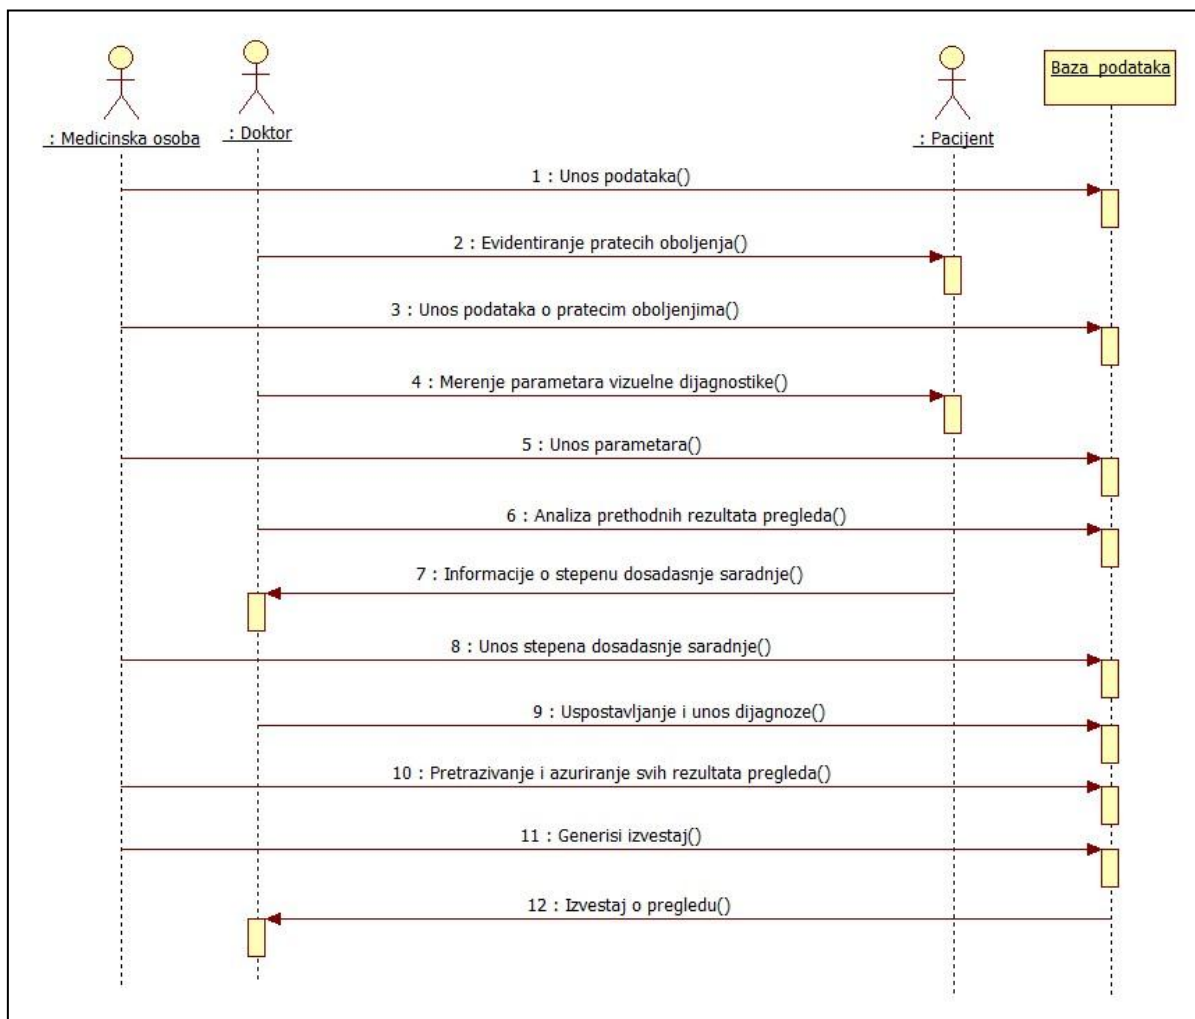 Baza podataka
: Medicinska osoba
: Doktor
: Pacijent
1 : Unos podataka()
2 : Evidentiranje pratecih oboljenja()
3 : Unos podataka o pratecim oboljenjima()
4 : Merenje parametara vizuelne dijagnostike()
5 : Unos parametara()
6 : Analiza prethodnih rezultata pregleda()
7 : Informacije o stepenu dosadasnje saradnje()
8 : Unos stepena dosadasnje saradnje()
9 : Uspostavljanje i unos dijagnoze()
10 : Pretrazivanje i azuriranje svih rezultata pregleda()
11 : Generisi izvestaj()
12 : Izvestaj o pregledu()